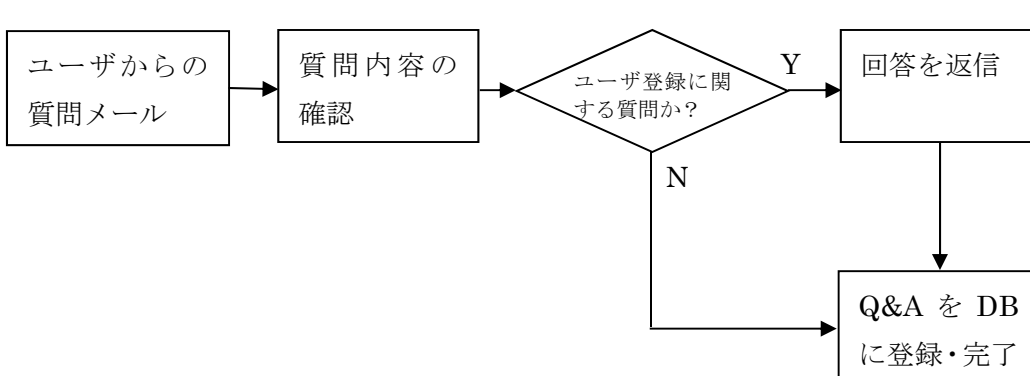 ユーザからの
質問メール
質問内容の
確認
ユーザ登録に関
する質問か?
Y
回答を返信
N
Q&A を DB
に登録・完了